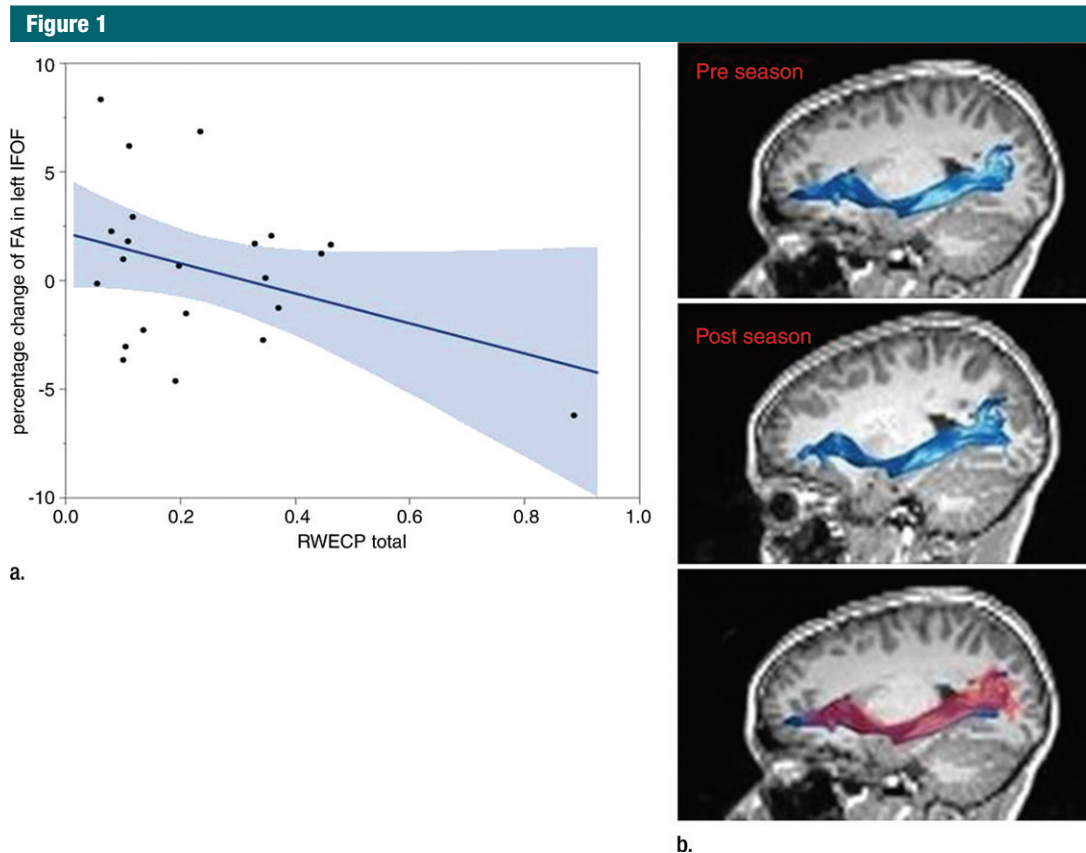 Figure 1
percentage change of FA in left IFOF
10
5
0
-5
-10
0.0 0.2 0.4 0.6 0.8 1.0
RWECP total
a.
Pre season
Post season
b.